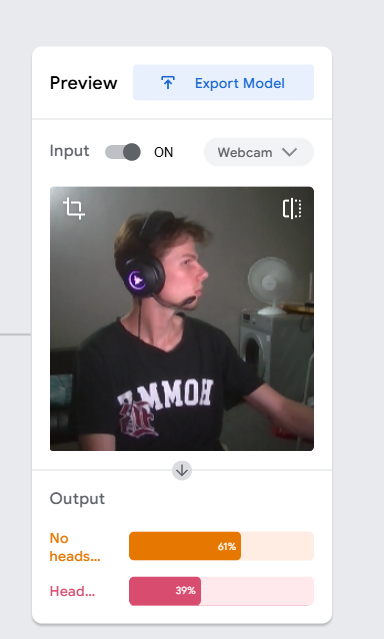 Preview
Export Model
Input
ON
Webcam
Output
No
heads...
61%
Head...
39%